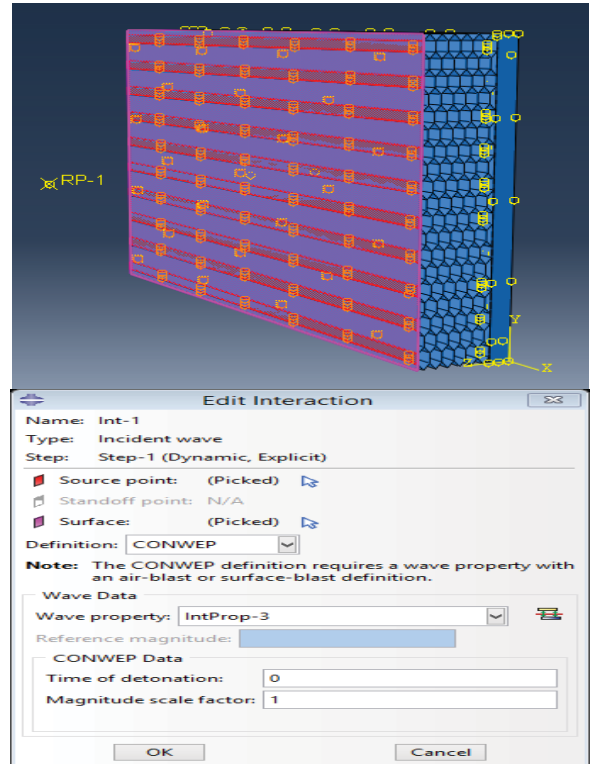 RP-1
Y
Z
X
Edit Interaction
Name: Int-1
Type: Incident wave
Step: Step-1 (Dynamic, Explicit)
Source point: (Picked)
Standoff point: N/A
Surface: (Picked)
Definition: CONWEP
Note: The CONWEP definition requires a wave property with
an air-blast or surface-blast definition.
Wave Data
Wave property: IntProp-3
Reference magnitude:
CONWEP Data
Time of detonation: 0
Magnitude scale factor: 1
OK Cancel